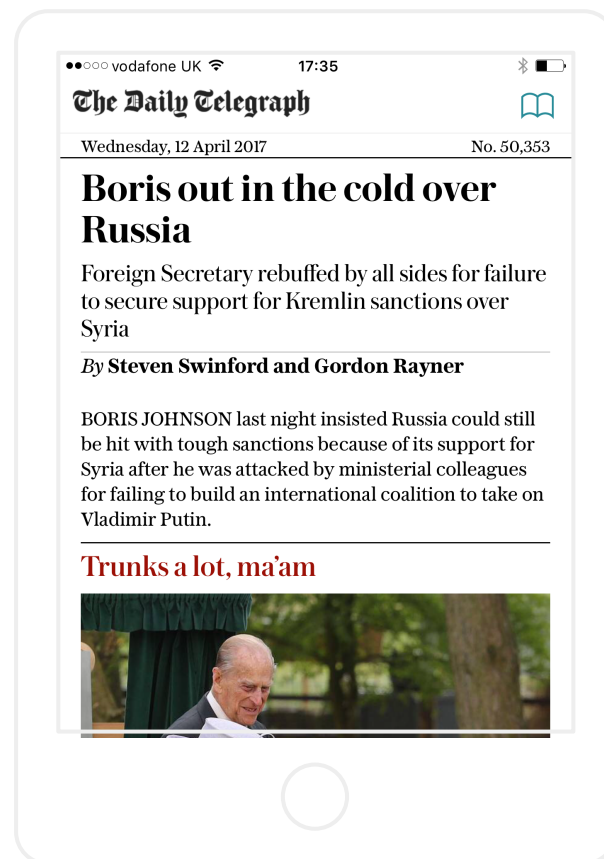 vodafone UK
17:35
The Daily Telegraph
Wednesday, 12 April 2017
No. 50,353
Boris out in the cold over
Russia
Foreign Secretary rebuffed by all sides for failure
to secure support for Kremlin sanctions over
Syria
By Steven Swinford and Gordon Rayner
BORIS JOHNSON last night insisted Russia could still
be hit with tough sanctions because of its support for
Syria after he was attacked by ministerial colleagues
for failing to build an international coalition to take on
Vladimir Putin.
Trunks a lot, ma’am